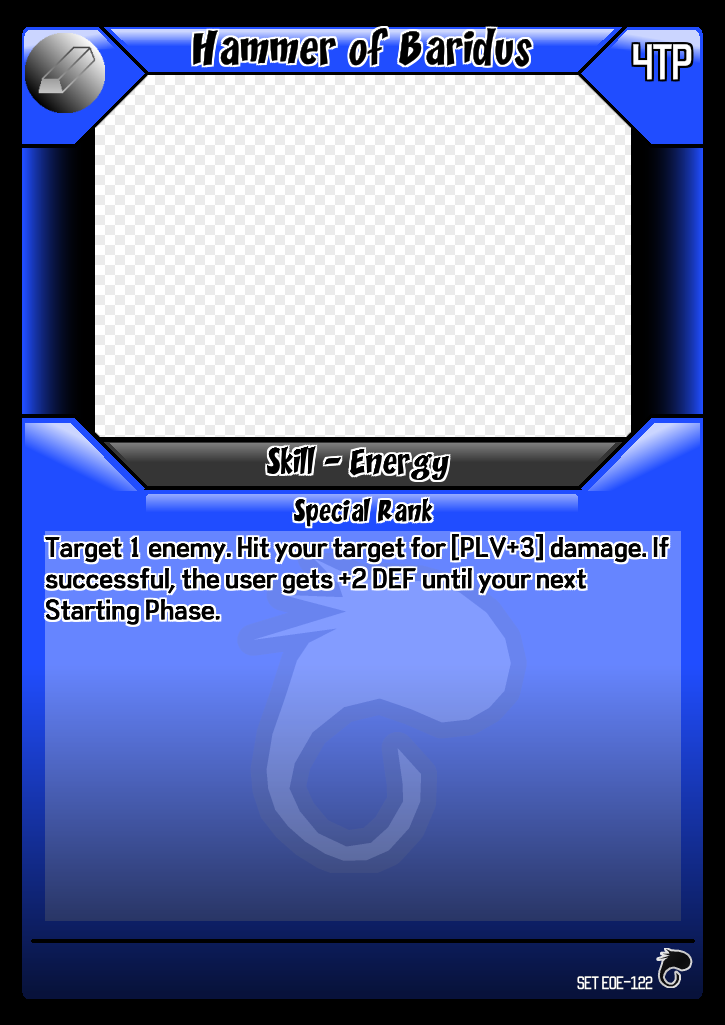 Hammer of Baridus
4TP
Skill - Energy
Special Rank
Target 1 enemy. Hit your target for [PLV+3] damage. If
successful, the user gets +2 DEF until your next
Starting Phase.
SET EOE-122